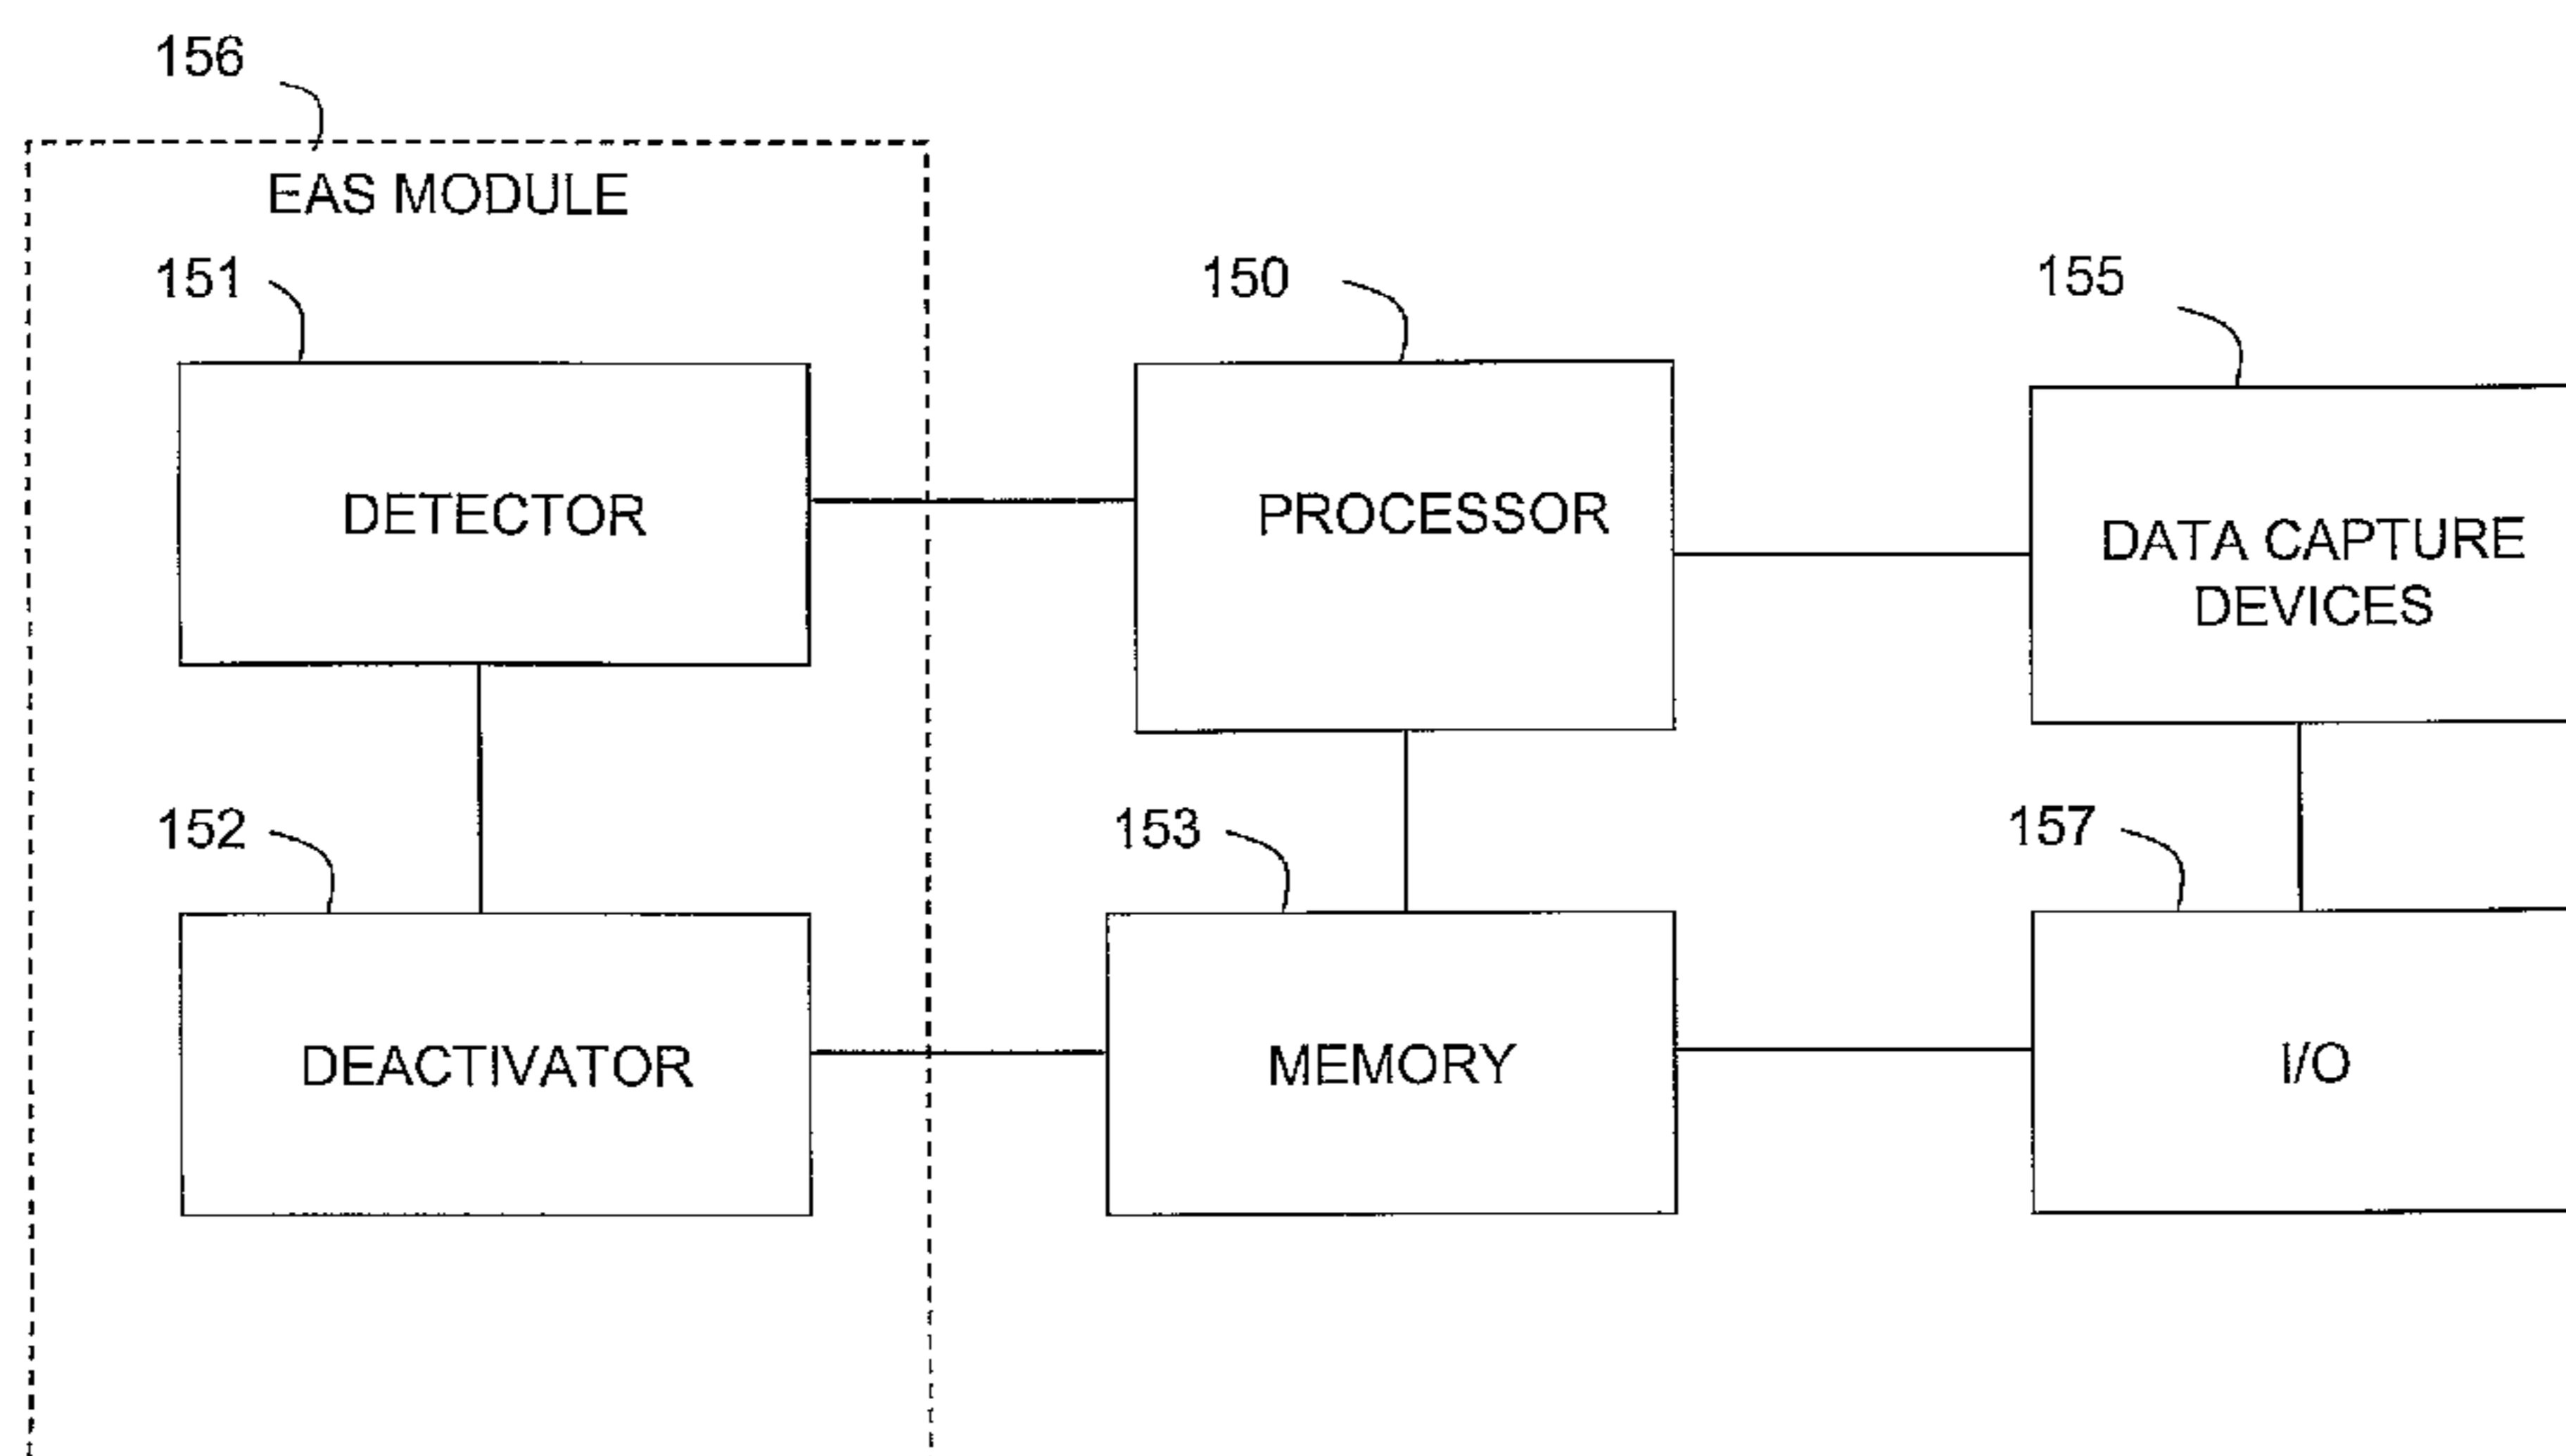 156
EAS MODULE
151
150
155
DETECTOR
PROCESSOR
DATA CAPTURE
DEVICES
152
153
157
DEACTIVATOR
MEMORY
I/O